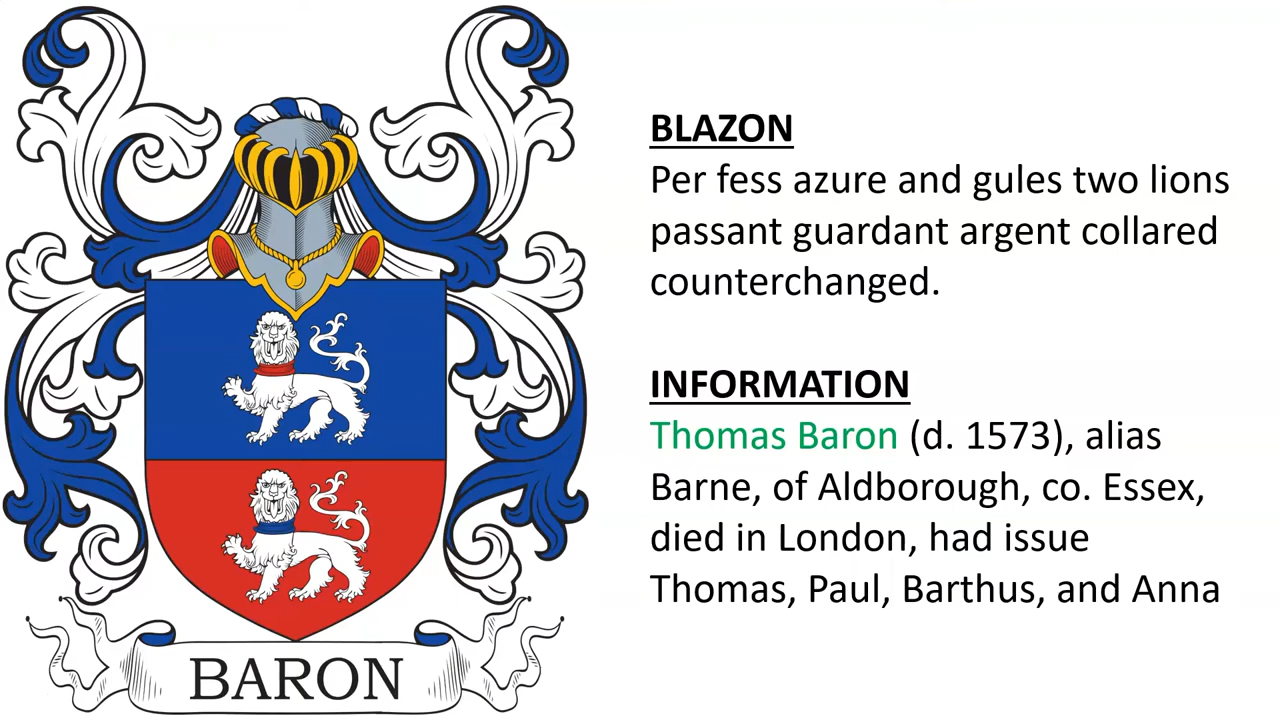 BLAZON
Per fess azure and gules two lions
passant guardant argent collared
counterchanged.
INFORMATION
Thomas Baron (d. 1573), alias
Barne, of Aldborough, co. Essex,
died in London, had issue
Thomas, Paul, Barthus, and Anna
BARON